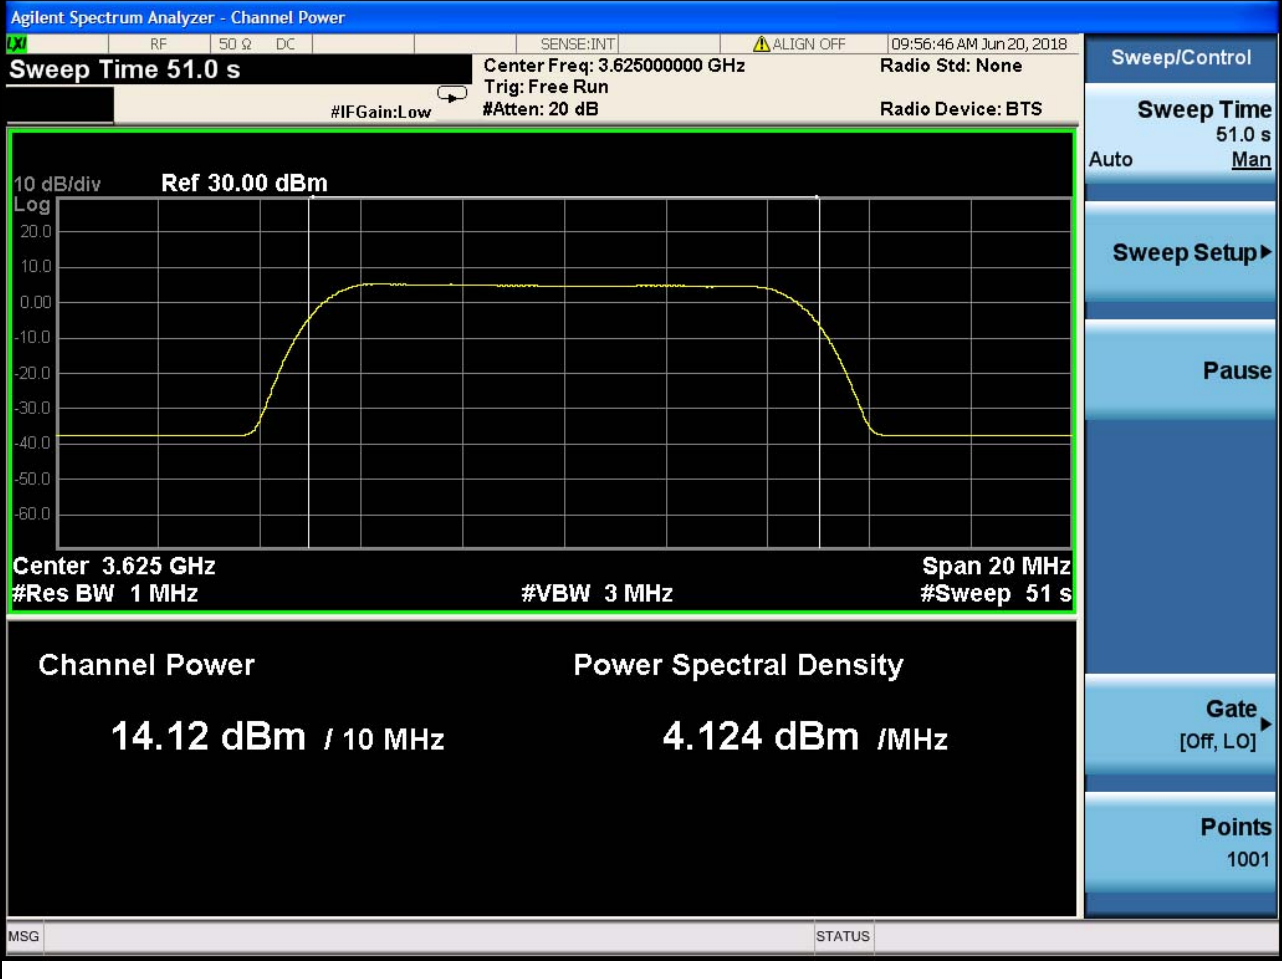 Agilent Spectrum Analyzer - Channel Power
LXI RF 50 Ω DC SENSE:INT ALIGN OFF 09:56:46 AM Jun 20, 2018
Sweep Time 51.0 s
Center Freq: 3.625000000 GHz
Radio Std: None
Trig: Free Run
#IFGain:Low
#Atten: 20 dB
Radio Device: BTS
10 dB/div
Ref 30.00 dBm
Log
20.0
10.0
0.00
-10.0
-20.0
-30.0
-40.0
-50.0
-60.0
Center 3.625 GHz
Span 20 MHz
#Res BW 1 MHz
#VBW 3 MHz
#Sweep 51 s
Channel Power
Power Spectral Density
14.12 dBm / 10 MHz
4.124 dBm /MHz
Sweep/Control
Sweep Time
51.0 s
Auto Man
Sweep Setup
Pause
Gate
[Off, LO]
Points
1001
MSG
STATUS